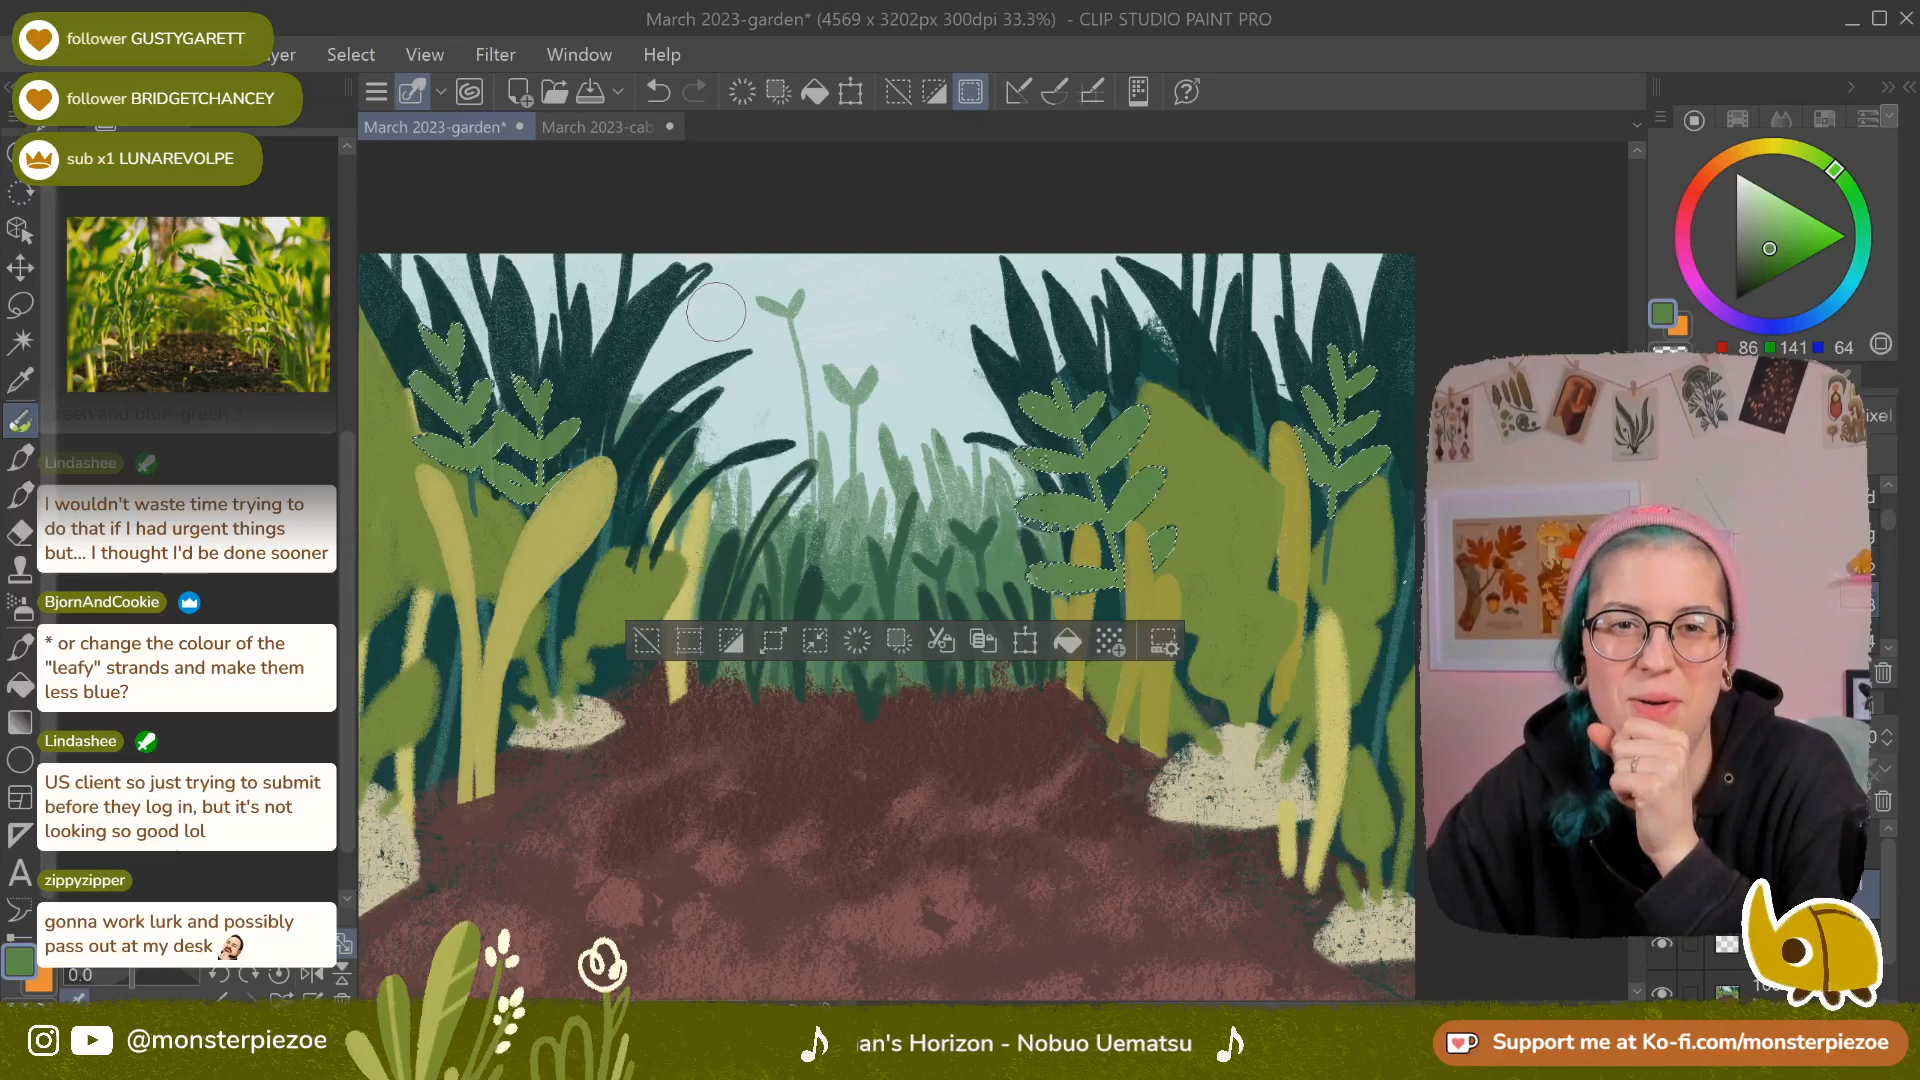 March 2023-garden* (4569 x 3202px 300dpi 33.3%) - CLIP STUDIO PAINT PRO
follower GUSTYGARETT
Select View Filter Window Help
follower BRIDGETCHANCEY
March 2023-garden* March 2023-cab
sub x1 LUNAREVOLPE
86 141 64
green and blue green?
Lindashee
I wouldn't waste time trying to
do that if I had urgent things
but... I thought I'd be done sooner
BjornAndCookie
* or change the colour of the
"leafy" strands and make them
less blue?
Lindashee
US client so just trying to submit
before they log in, but it's not
looking so good lol
zippyzipper
gonna work lurk and possibly
pass out at my desk
0.0
@monsterpiezoe
an's Horizon - Nobuo Uematsu
Support me at Ko-fi.com/monsterpiezoe